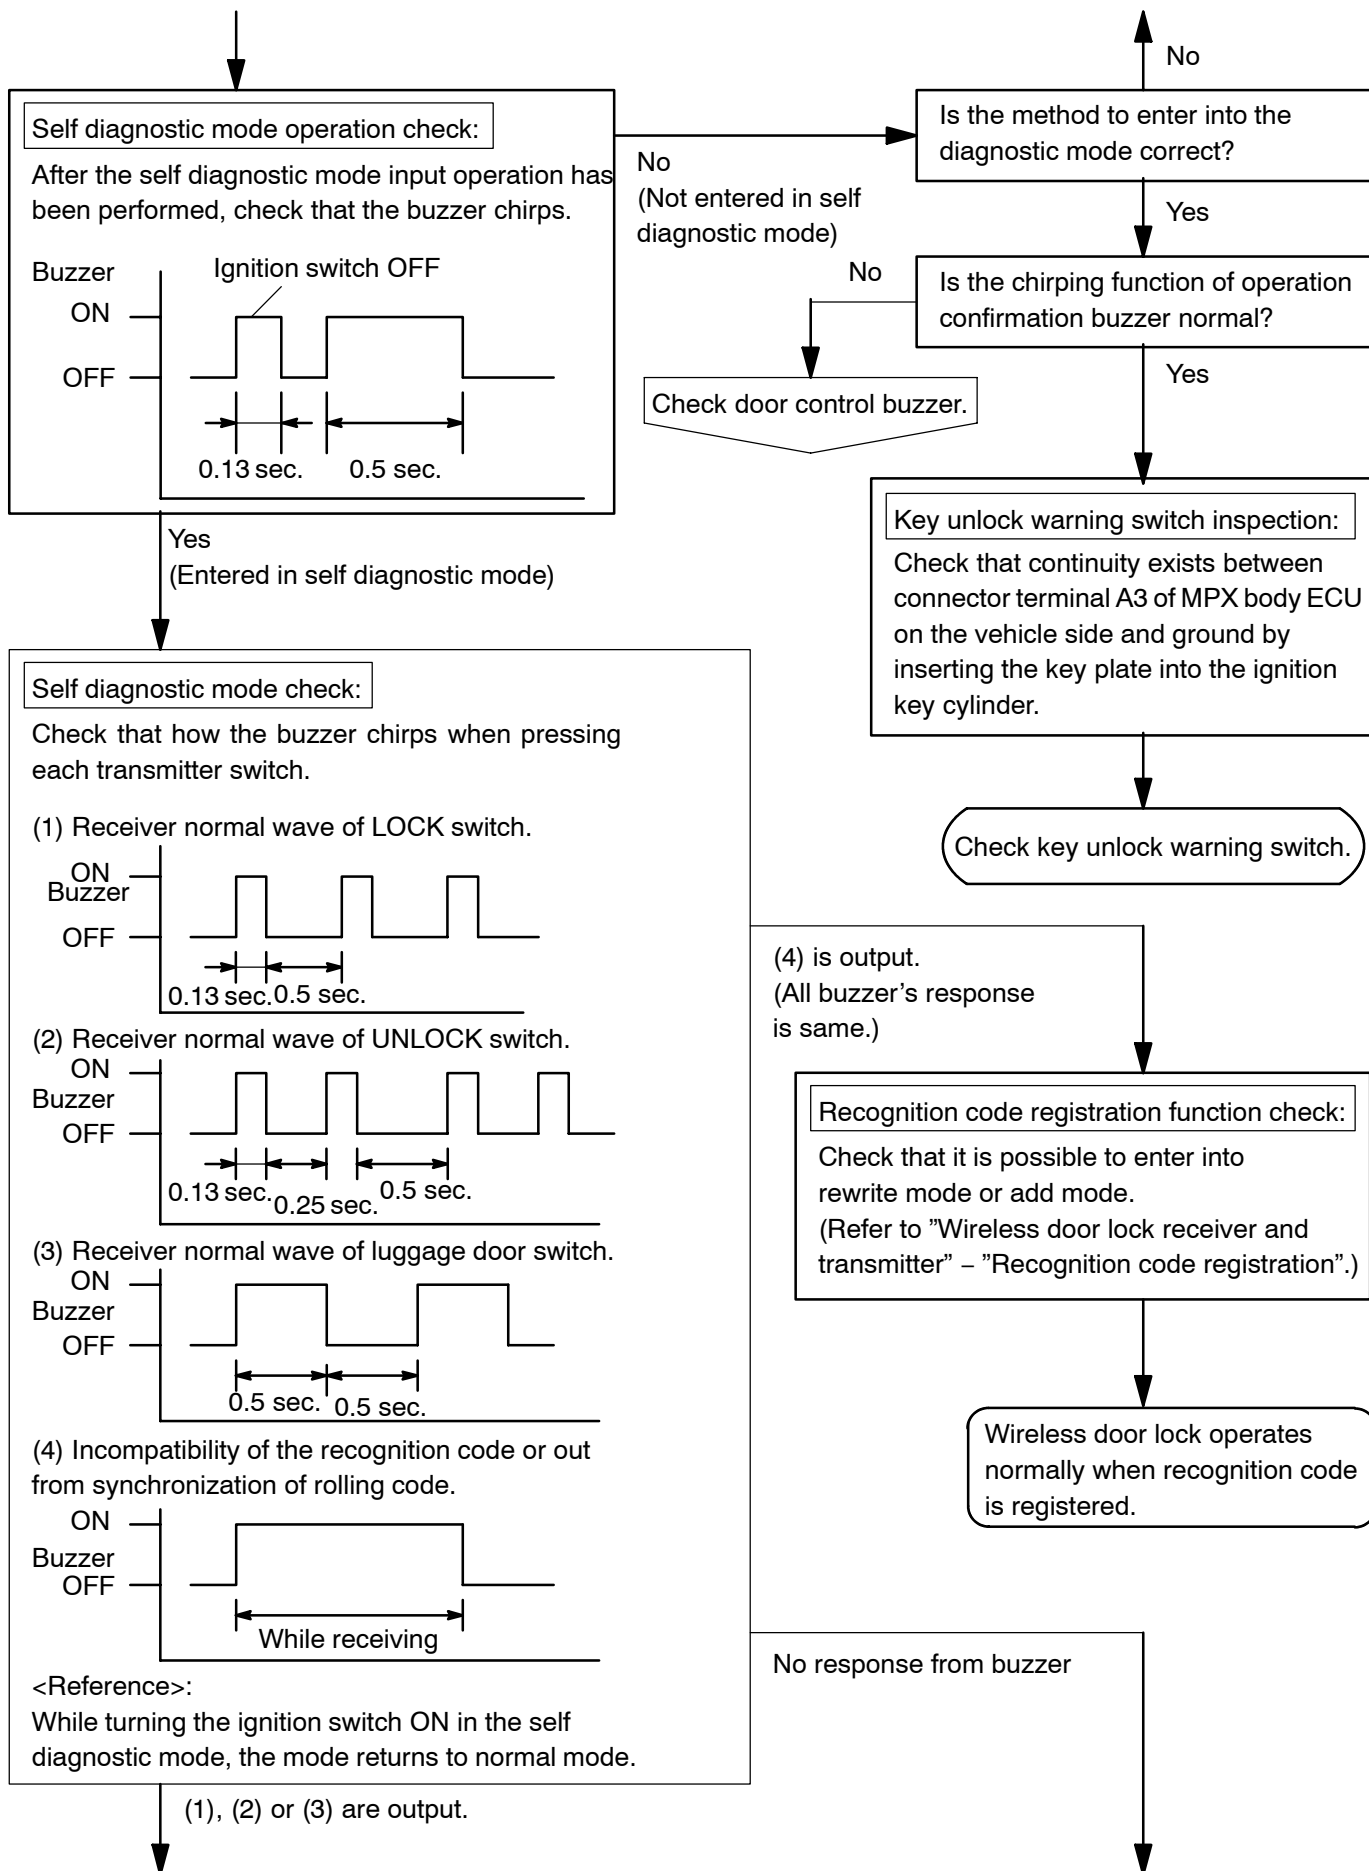 No
Self diagnostic mode operation check:
After the self diagnostic mode input operation has
been performed, check that the buzzer chirps.
Buzzer
Ignition switch OFF
ON
OFF
0.13 sec.
0.5 sec.
No
(Not entered in self
diagnostic mode)
Is the method to enter into the
diagnostic mode correct?
Yes
Is the chirping function of operation
confirmation buzzer normal?
No
Check door control buzzer.
Yes
Key unlock warning switch inspection:
Check that continuity exists between
connector terminal A3 of MPX body ECU
on the vehicle side and ground by
inserting the key plate into the ignition
key cylinder.
Check key unlock warning switch.
Yes
(Entered in self diagnostic mode)
Self diagnostic mode check:
Check that how the buzzer chirps when pressing
each transmitter switch.
(1) Receiver normal wave of LOCK switch.
ON
Buzzer
OFF
0.13 sec.
0.5 sec.
(2) Receiver normal wave of UNLOCK switch.
ON
Buzzer
OFF
0.13 sec.
0.25 sec.
0.5 sec.
(3) Receiver normal wave of luggage door switch.
ON
Buzzer
OFF
0.5 sec.
0.5 sec.
(4) Incompatibility of the recognition code or out
from synchronization of rolling code.
ON
Buzzer
OFF
While receiving
<Reference>:
While turning the ignition switch ON in the self
diagnostic mode, the mode returns to normal mode.
(1), (2) or (3) are output.
(4) is output.
(All buzzer’s response
is same.)
Recognition code registration function check:
Check that it is possible to enter into
rewrite mode or add mode.
(Refer to ”Wireless door lock receiver and
transmitter” – ”Recognition code registration”.)
Wireless door lock operates
normally when recognition code
is registered.
No response from buzzer